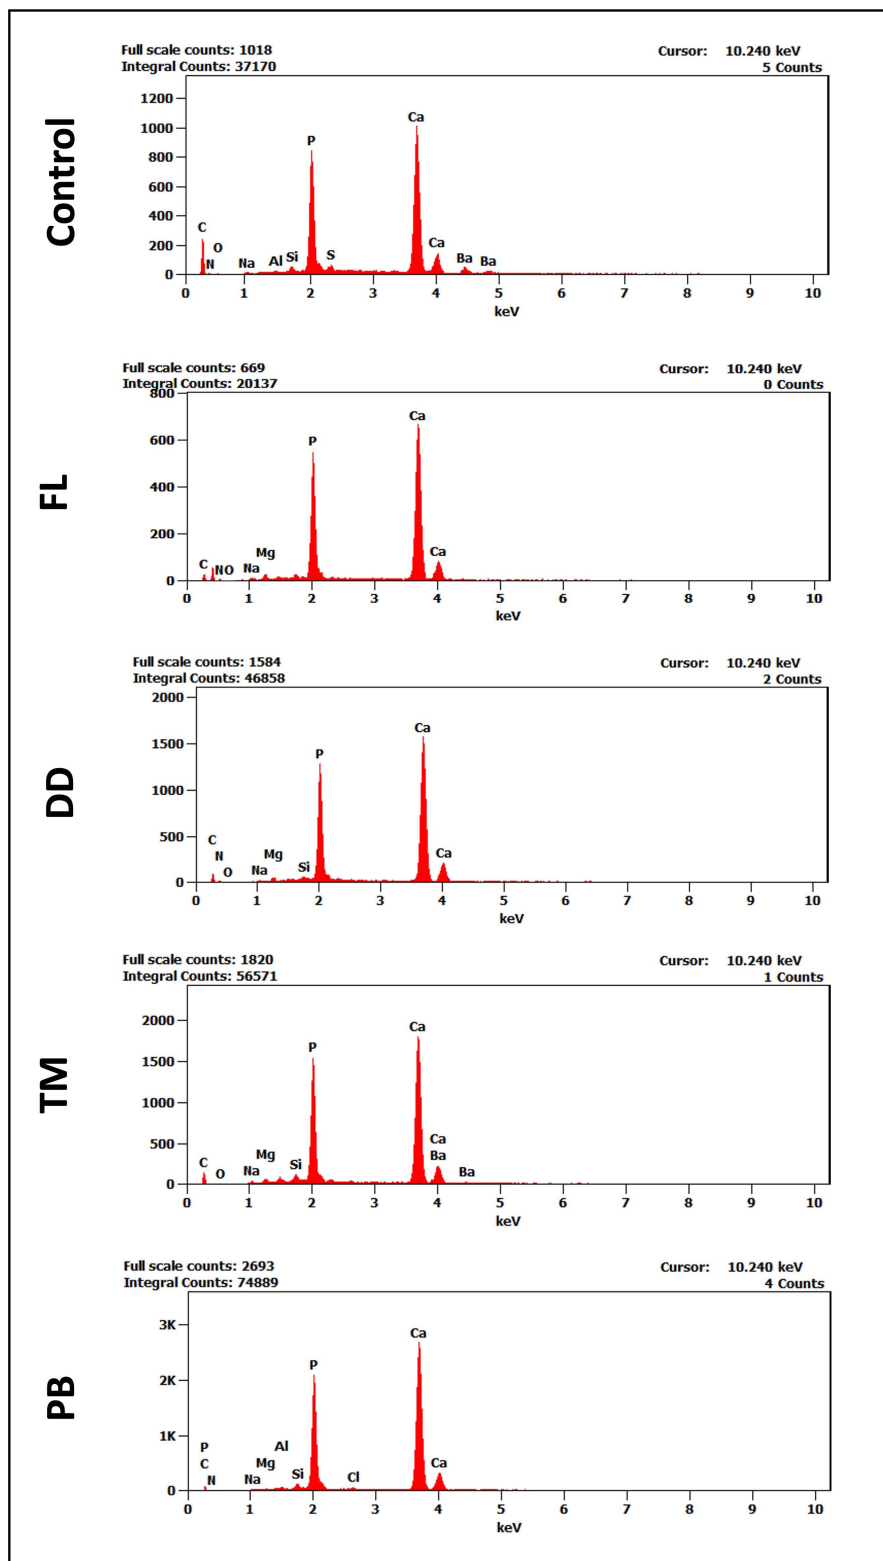 Control
Full scale counts: 1018
Integral Counts: 37170
Cursor: 10.240 keV
5 Counts
1200
1000
800
600
400
200
0
C
O
N
Na
Al
Si
P
S
Ca
Ca
Ba
Ba
0 1 2 3 4 5 6 7 8 9 10
keV
FL
Full scale counts: 669
Integral Counts: 20137
Cursor: 10.240 keV
0 Counts
800
600
400
200
0
C
N O
Na
Mg
P
Ca
Ca
0 1 2 3 4 5 6 7 8 9 10
keV
DD
Full scale counts: 1584
Integral Counts: 46858
Cursor: 10.240 keV
2 Counts
2000
1500
1000
500
0
C
N
O
Na
Mg
Si
P
Ca
Ca
0 1 2 3 4 5 6 7 8 9 10
keV
TM
Full scale counts: 1820
Integral Counts: 56571
Cursor: 10.240 keV
1 Counts
2000
1500
1000
500
0
C
O
Na
Mg
Si
P
Ca
Ca
Ba
Ba
0 1 2 3 4 5 6 7 8 9 10
keV
PB
Full scale counts: 2693
Integral Counts: 74889
Cursor: 10.240 keV
4 Counts
3K
2K
1K
0
P
C
N
Na
Mg
Al
Si
P
Cl
Ca
Ca
0 1 2 3 4 5 6 7 8 9 10
keV